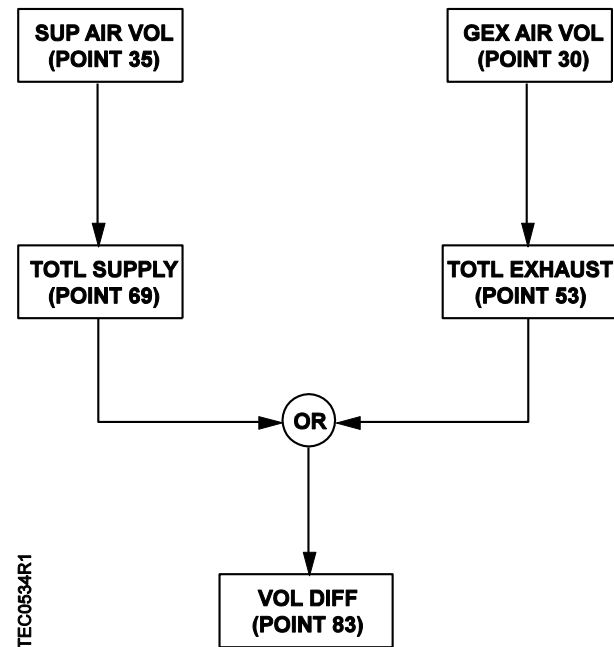 SUP AIR VOL
(POINT 35)
GEX AIR VOL
(POINT 30)
TOTL SUPPLY
(POINT 69)
TOTL EXHAUST
(POINT 53)
OR
VOL DIFF
(POINT 83)
TEC0534R1